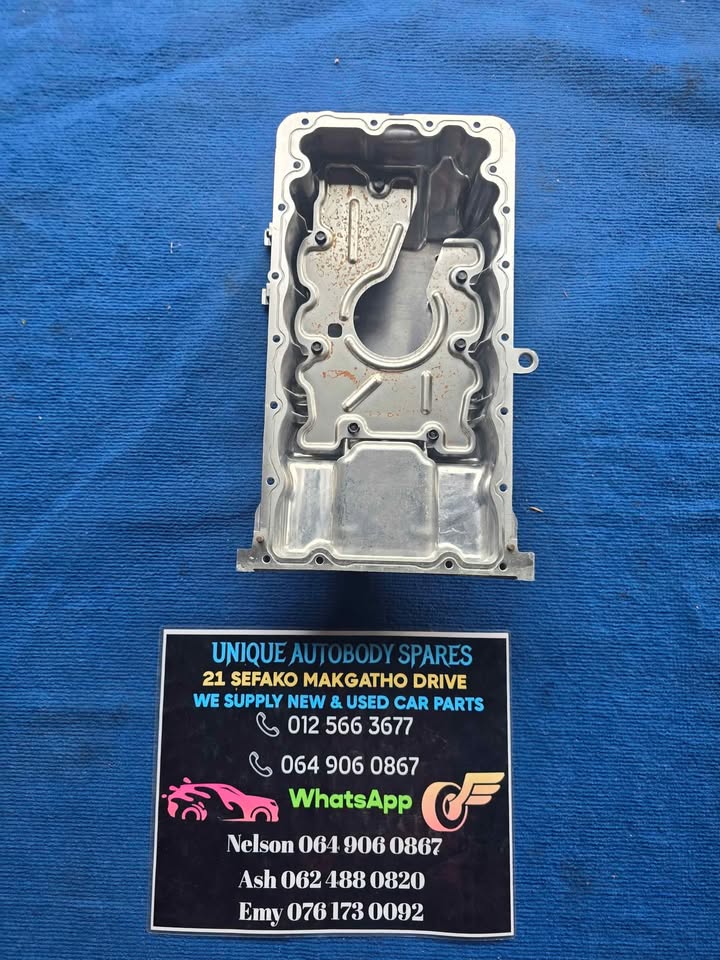 UNIQUE AUTOBODY SPARES
21 SEFAKO MAKGATHO DRIVE
WE SUPPLY NEW & USED CAR PARTS
012 566 3677
064 906 0867
WhatsApp
Nelson 064 906 0867
Ash 062 488 0820
Emy 076 173 0092